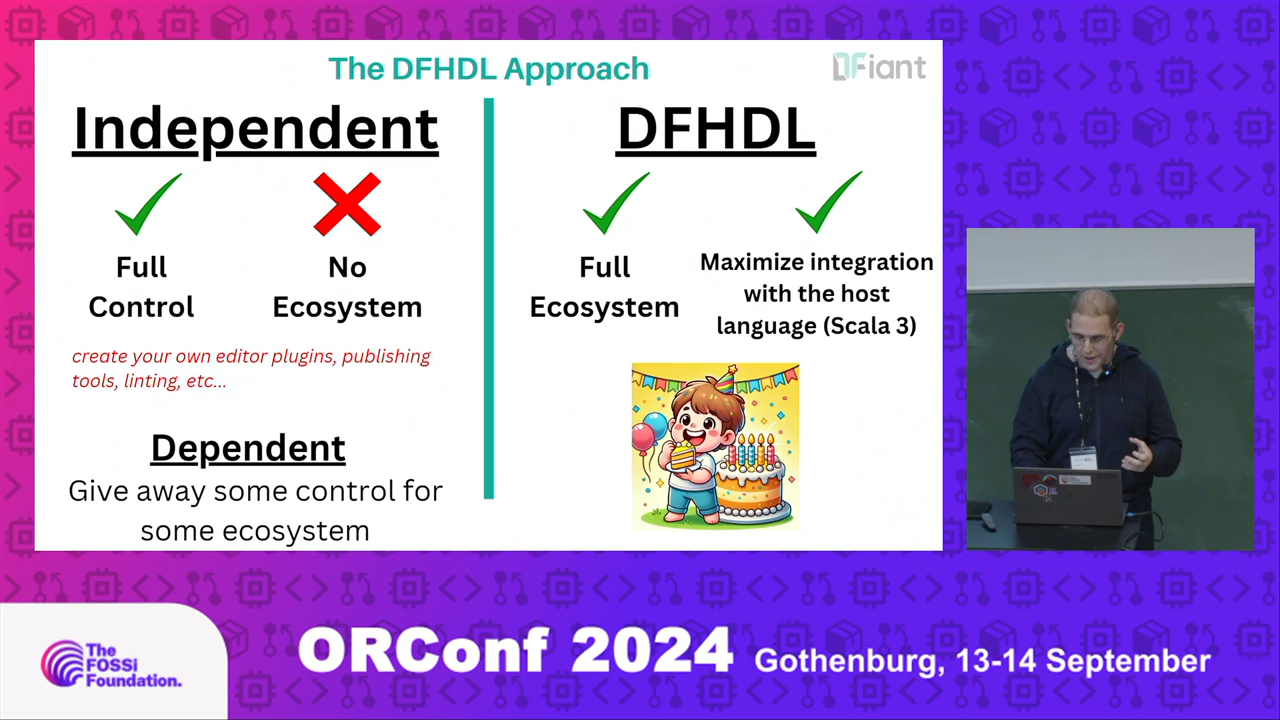 The DFHDL Approach
DFiant
Independent
Full
Control
No
Ecosystem
create your own editor plugins, publishing
tools, linting, etc...
Dependent
Give away some control for
some ecosystem
DFHDL
Full
Ecosystem
Maximize integration
with the host
language (Scala 3)
The
FOSSi
Foundation.
ORConf 2024 Gothenburg, 13-14 September